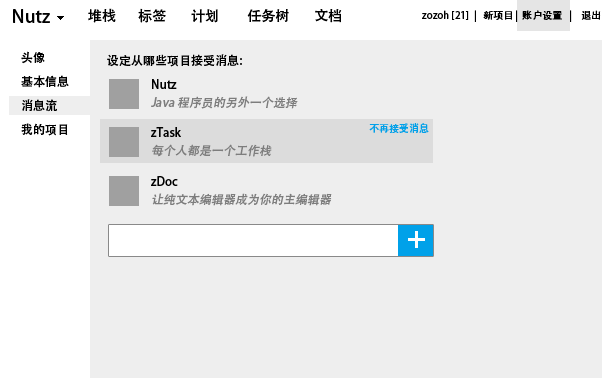 Nutz 堆栈 标签 计划 任务树 文档 zozoh [21] | 新项目 | 账户设置 | 退出
头像
基本信息
消息流
我的项目
设定从哪些项目接受消息:
Nutz
Java 程序员的另外一个选择
zTask 不再接受消息
每个人都是一个工作栈
zDoc
让纯文本编辑器成为你的主编辑器